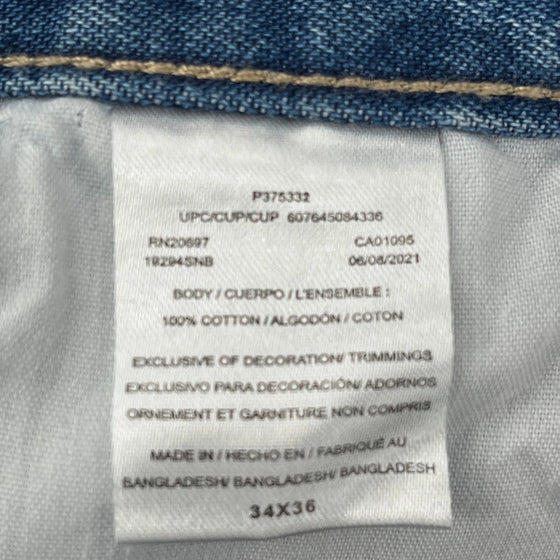 P375332
UPC/CUP/CUP 607645084336
RN20697 CA01095
19294SNB 06/08/2021
BODY / CUERPO / L'ENSEMBLE :
100% COTTON / ALGODÓN / COTON
EXCLUSIVE OF DECORATION/ TRIMMINGS
EXCLUSIVO PARA DECORACIÓN/ ADORNOS
ORNEMENT ET GARNITURE NON COMPRIS
MADE IN / HECHO EN / FABRIQUÉ AU
BANGLADESH/ BANGLADESH/ BANGLADESH
34X36